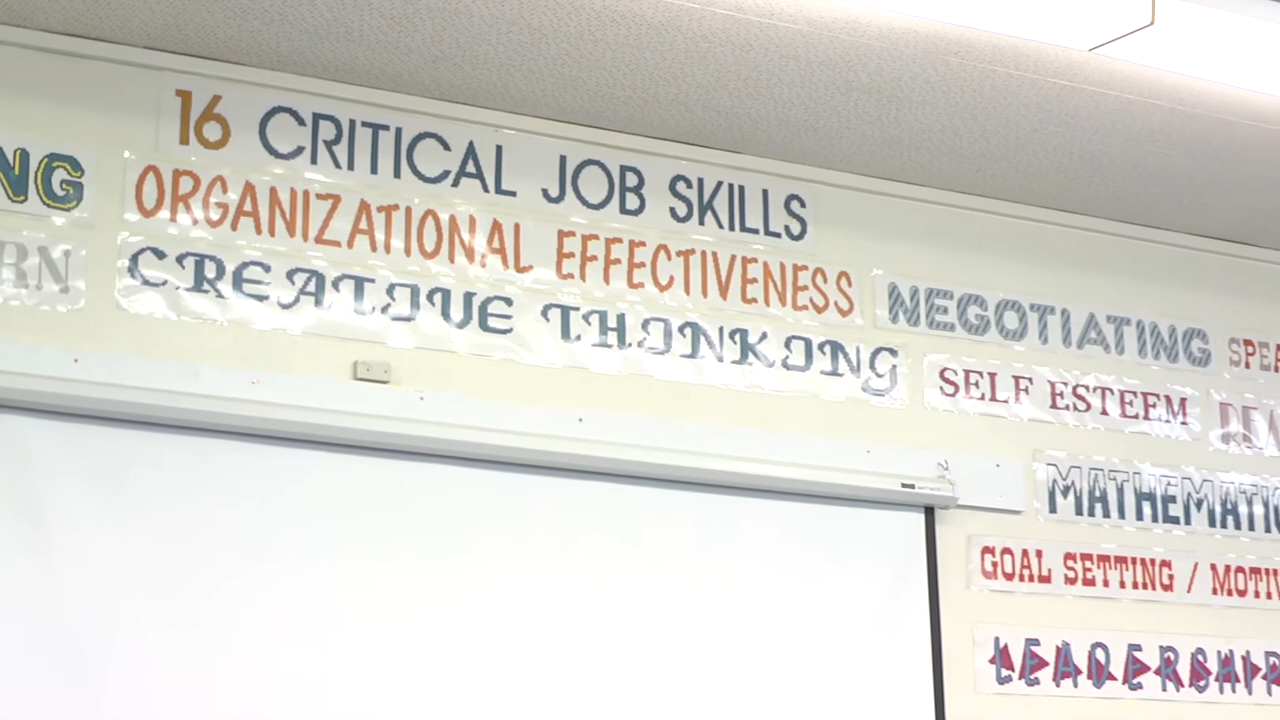 16 CRITICAL JOB SKILLS
ORGANIZATIONAL EFFECTIVENESS
CREATIVE THINKING
NEGOTIATING
SELF ESTEEM
GOAL SETTING /
LEADERSHIP